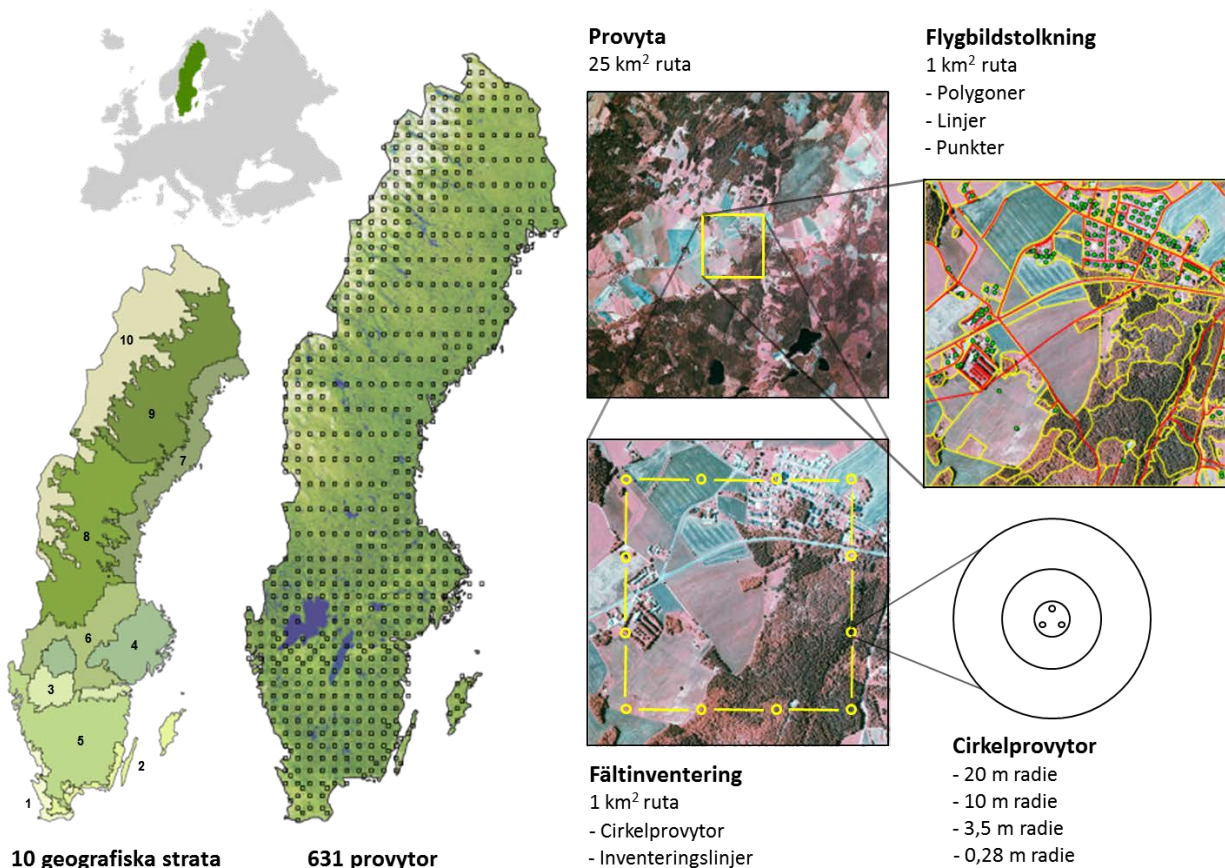 Provyta
25 km² ruta
Flygbildstolkning
1 km² ruta
- Polygoner
- Linjer
- Punkter
10
9
7
8
6
4
3
5
2
1
10 geografiska strata
631 provytor
Fältinventering
1 km² ruta
- Cirkelprovytor
- Inventeringslinjer
Cirkelprovytor
- 20 m radie
- 10 m radie
- 3,5 m radie
- 0,28 m radie